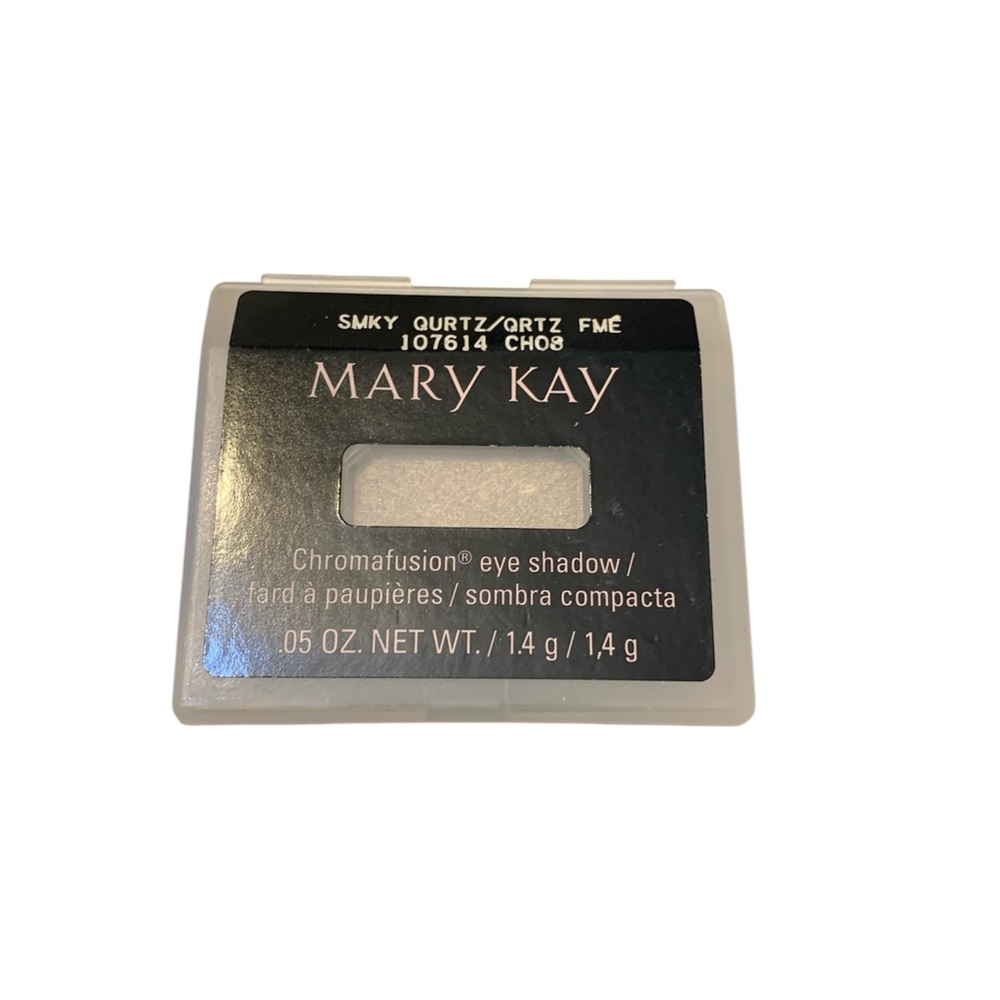 SMKY QURTZ/QRTZ FMÉ
107614 CH08
MARY KAY
Chromafusion® eye shadow /
fard à paupières / sombra compacta
.05 OZ. NET WT. / 1.4 g / 1,4 g